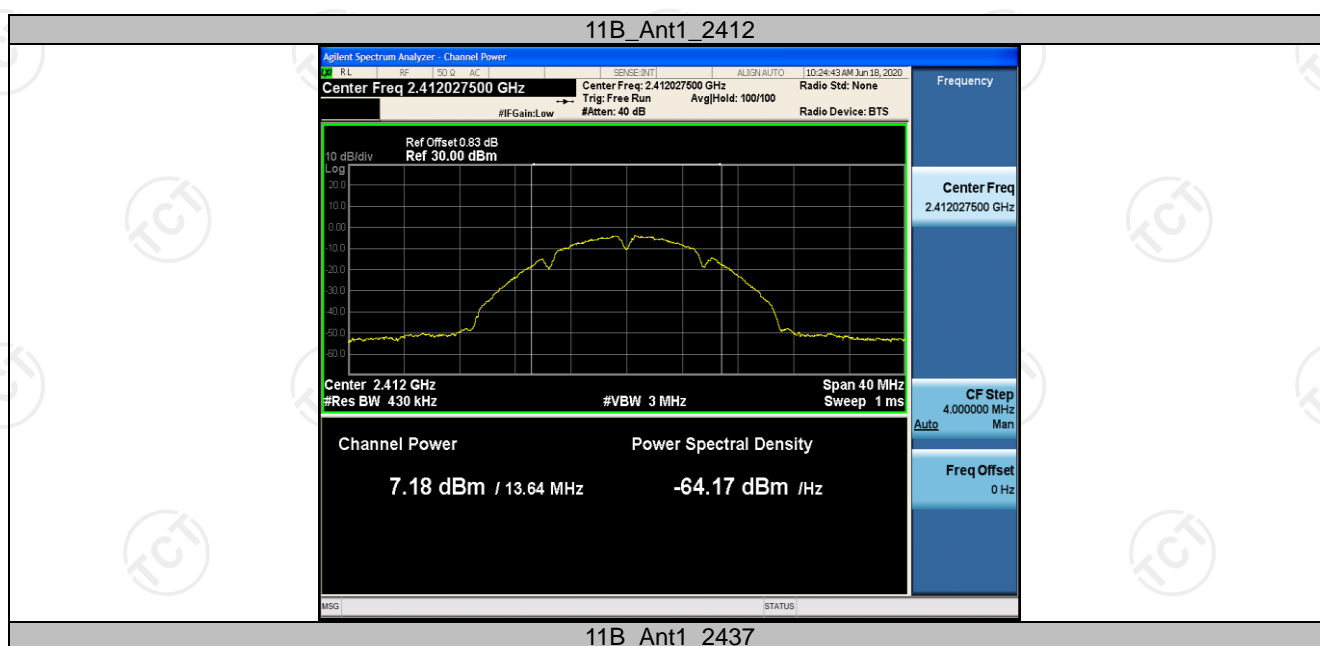 11B_Ant1_2412
Agilent Spectrum Analyzer - Channel Power
LXI RL RF 50 Ω AC SENSE:INT ALIGN AUTO 10:24:43 AM Jun 18, 2020
Center Freq 2.412027500 GHz
Center Freq: 2.412027500 GHz
Radio Std: None
Trig: Free Run Avg|Hold: 100/100
#IFGain:Low
#Atten: 40 dB
Radio Device: BTS
Frequency
Ref Offset 0.83 dB
10 dB/div Ref 30.00 dBm
Log
20.0
10.0
0.00
-10.0
-20.0
-30.0
-40.0
-50.0
-60.0
Center 2.412 GHz Span 40 MHz
#Res BW 430 kHz #VBW 3 MHz Sweep 1 ms
Channel Power Power Spectral Density
7.18 dBm / 13.64 MHz -64.17 dBm /Hz
Center Freq
2.412027500 GHz
CF Step
4.000000 MHz
Auto Man
Freq Offset
0 Hz
MSG STATUS
11B_Ant1_2437
TCT
TCT
TCT
TCT